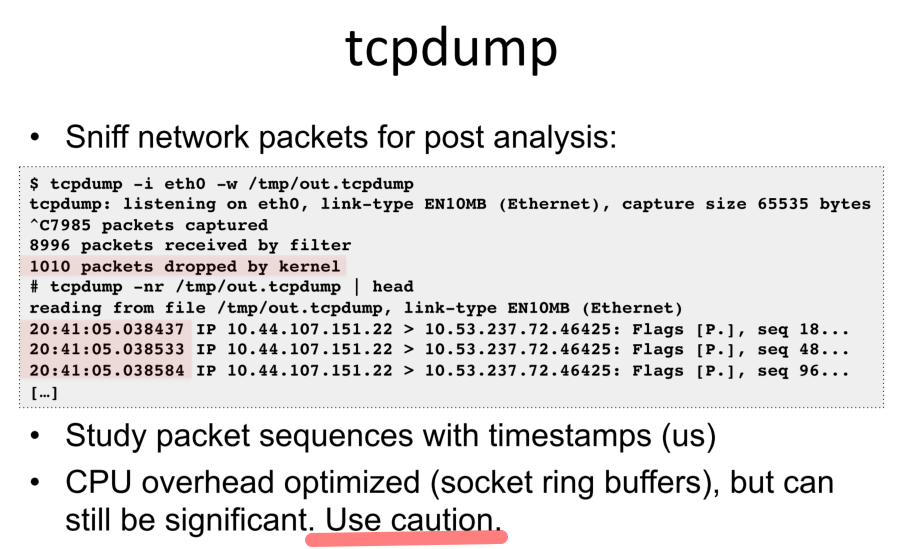 tcpdump
• Sniff network packets for post analysis:
$ tcpdump -i eth0 -w /tmp/out.tcpdump
tcpdump: listening on eth0, link-type EN10MB (Ethernet), capture size 65535 bytes
^C7985 packets captured
8996 packets received by filter
1010 packets dropped by kernel
# tcpdump -nr /tmp/out.tcpdump | head
reading from file /tmp/out.tcpdump, link-type EN10MB (Ethernet)
20:41:05.038437 IP 10.44.107.151.22 > 10.53.237.72.46425: Flags [P.], seq 18...
20:41:05.038533 IP 10.44.107.151.22 > 10.53.237.72.46425: Flags [P.], seq 48...
20:41:05.038584 IP 10.44.107.151.22 > 10.53.237.72.46425: Flags [P.], seq 96...
[…]
• Study packet sequences with timestamps (us)
• CPU overhead optimized (socket ring buffers), but can
still be significant. Use caution.